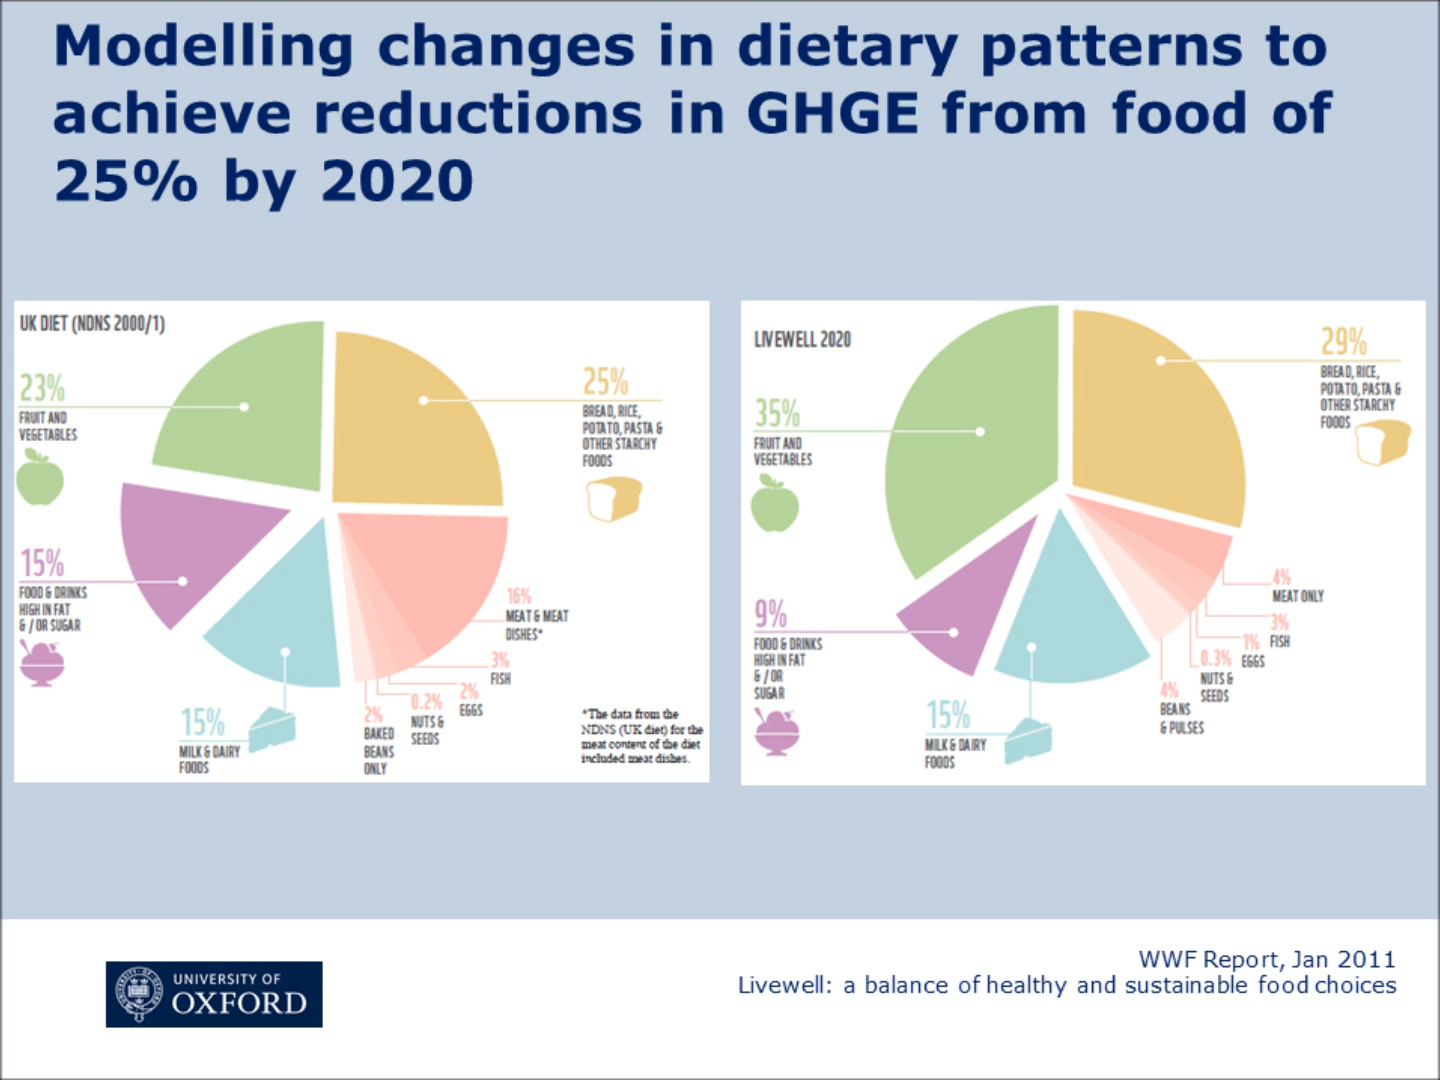 Modelling changes in dietary patterns to
achieve reductions in GHGE from food of
25% by 2020
UK DIET (NDNS 2000/1)
23%
FRUIT AND
VEGETABLES
15%
FOOD & DRINKS
HIGH IN FAT
& / OR SUGAR
15%
MILK & DAIRY
FOODS
25%
BREAD, RICE,
POTATO, PASTA &
OTHER STARCHY
FOODS
16%
MEAT & MEAT
DISHES*
3%
FISH
2%
EGGS
0.2%
NUTS &
SEEDS
2%
BAKED
BEANS
ONLY
*The data from the
NDNS (UK diet) for the
meat content of the diet
included meat dishes.
LIVEWELL 2020
35%
FRUIT AND
VEGETABLES
9%
FOOD & DRINKS
HIGH IN FAT
& / OR
SUGAR
15%
MILK & DAIRY
FOODS
29%
BREAD, RICE,
POTATO, PASTA &
OTHER STARCHY
FOODS
4%
MEAT ONLY
3%
FISH
1%
EGGS
0.3%
NUTS &
SEEDS
4%
BEANS
& PULSES
UNIVERSITY OF
OXFORD
WWF Report, Jan 2011
Livewell: a balance of healthy and sustainable food choices